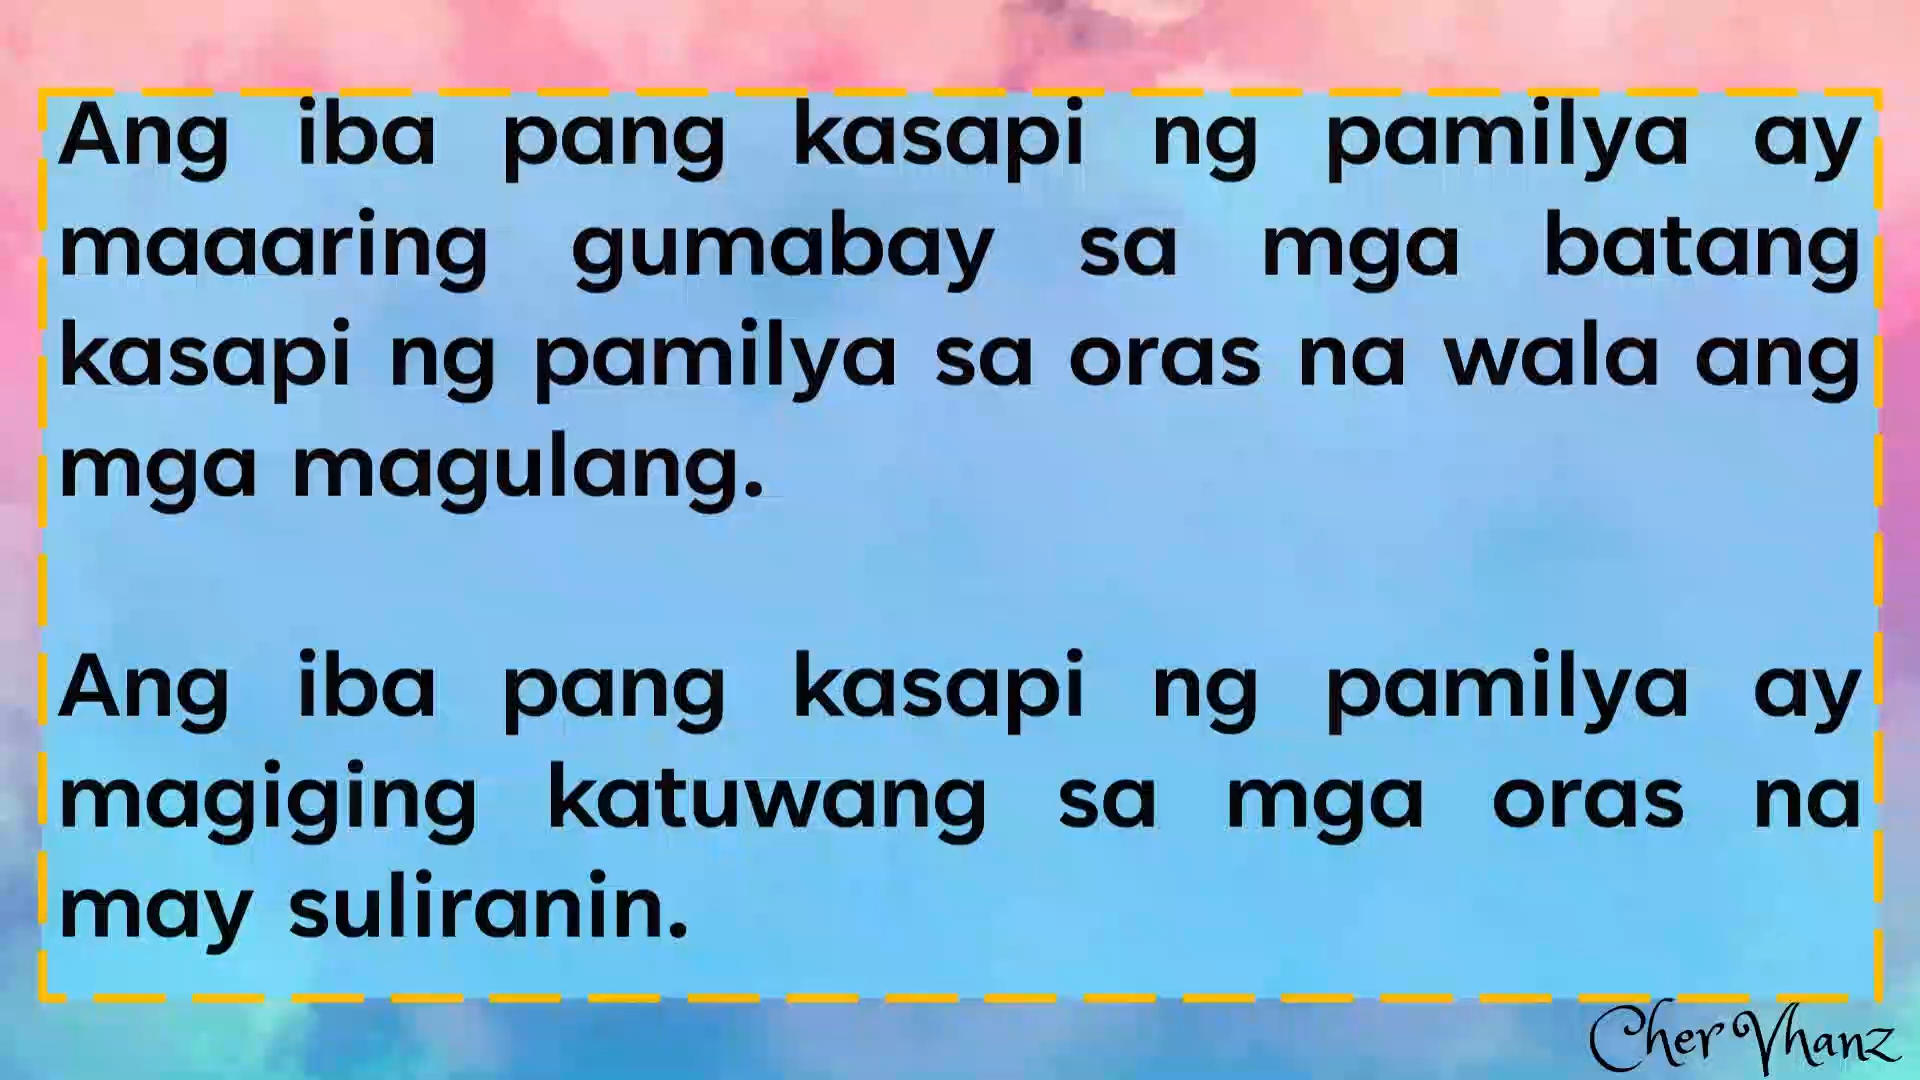 Ang iba pang kasapi ng pamilya ay
maaaring gumabay sa mga batang
kasapi ng pamilya sa oras na wala ang
mga magulang.
Ang iba pang kasapi ng pamilya ay
magiging katuwang sa mga oras na
may suliranin.
Cher Vhanz